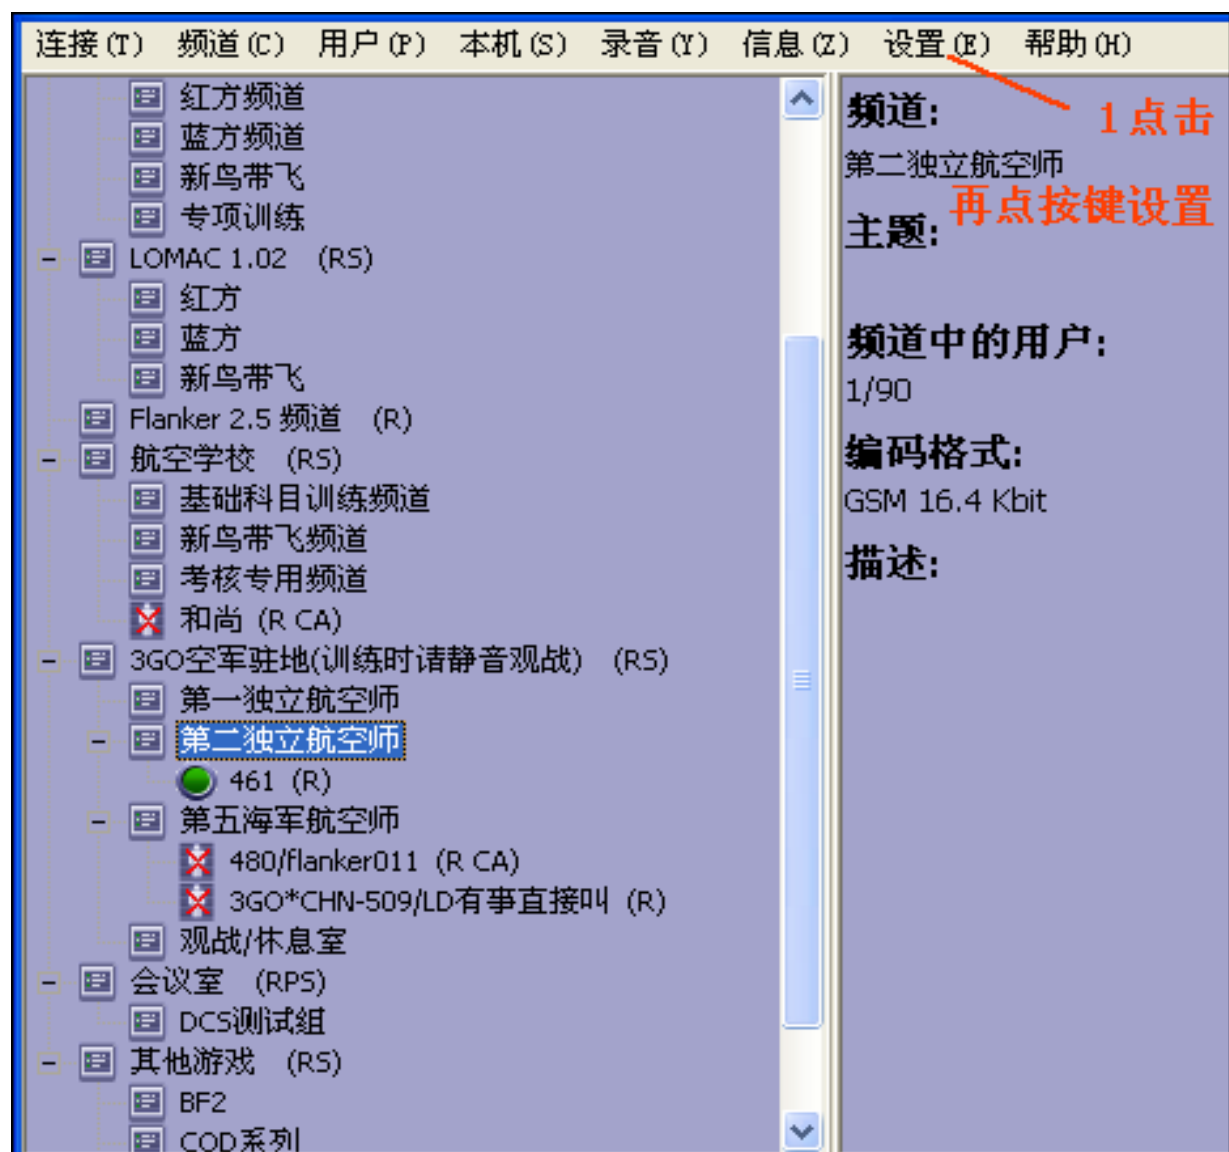 连接(T) 频道(C) 用户(P) 本机(S) 录音(Y) 信息(Z) 设置(E) 帮助(H)
红方频道
蓝方频道
新鸟带飞
专项训练
LOMAC 1.02 (RS)
红方
蓝方
新鸟带飞
Flanker 2.5 频道 (R)
航空学校 (RS)
基础科目训练频道
新鸟带飞频道
考核专用频道
和尚 (R CA)
3GO空军驻地(训练时请静音观战) (RS)
第一独立航空师
第二独立航空师
461 (R)
第五海军航空师
480/flanker011 (R CA)
3GO*CHN-509/LD有事直接叫 (R)
观战/休息室
会议室 (RPS)
DCS测试组
其他游戏 (RS)
BF2
COD系列
频道:
1点击
第二独立航空师
再点按键设置
主题:
频道中的用户:
1/90
编码格式:
GSM 16.4 Kbit
描述: